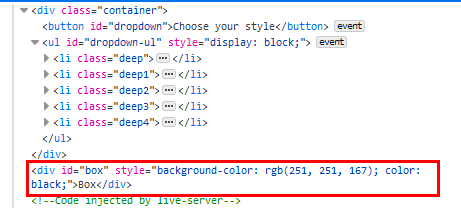 <div class="container">
<button id="dropdown">Choose your style</button> event
<ul id="dropdown-ul" style="display: block;"> event
<li class="deep">•••</li>
<li class="deep1">•••</li>
<li class="deep2">•••</li>
<li class="deep3">•••</li>
<li class="deep4">•••</li>
</ul>
</div>
<div id="box" style="background-color: rgb(251, 251, 167); color:
black;">Box</div>
<!--Code injected by live-server-->